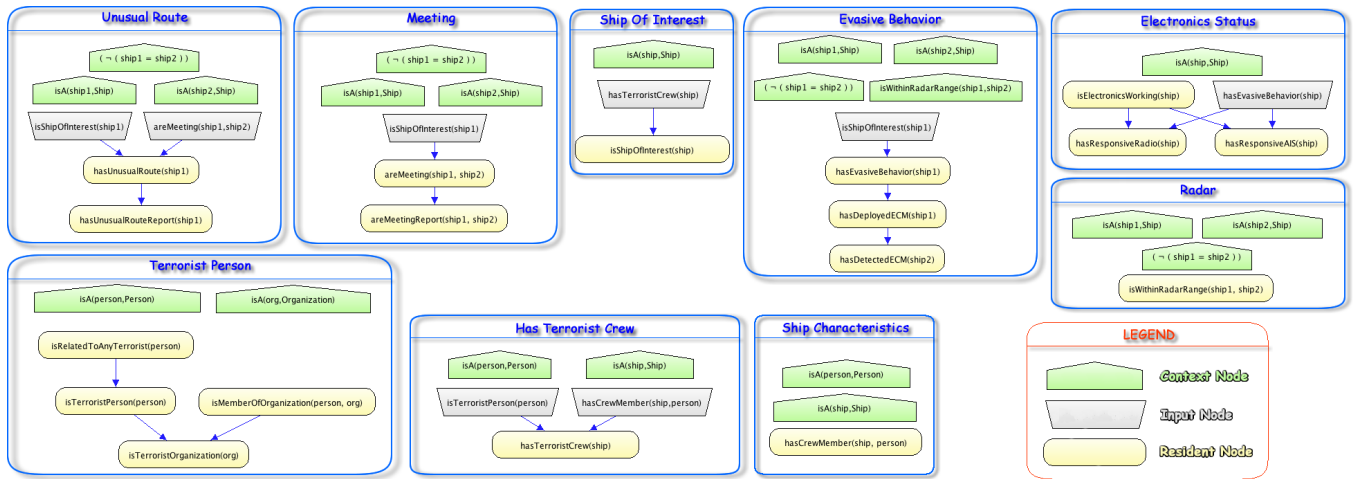 Unusual Route
( ¬ ( ship1 = ship2 ) )
isA(ship1,Ship)
isA(ship2,Ship)
isShipOfInterest(ship1)
areMeeting(ship1,ship2)
hasUnusualRoute(ship1)
hasUnusualRouteReport(ship1)
Meeting
( ¬ ( ship1 = ship2 ) )
isA(ship1,Ship)
isA(ship2,Ship)
isShipOfInterest(ship1)
areMeeting(ship1, ship2)
areMeetingReport(ship1, ship2)
Ship Of Interest
isA(ship,Ship)
hasTerroristCrew(ship)
isShipOfInterest(ship)
Evasive Behavior
isA(ship1,Ship)
isA(ship2,Ship)
( ¬ ( ship1 = ship2 ) )
isWithinRadarRange(ship1,ship2)
isShipOfInterest(ship1)
hasEvasiveBehavior(ship1)
hasDeployedECM(ship1)
hasDetectedECM(ship2)
Electronics Status
isA(ship,Ship)
isElectronicsWorking(ship)
hasEvasiveBehavior(ship)
hasResponsiveRadio(ship)
hasResponsiveAIS(ship)
Radar
isA(ship1,Ship)
isA(ship2,Ship)
( ¬ ( ship1 = ship2 ) )
isWithinRadarRange(ship1, ship2)
Terrorist Person
isA(person,Person)
isA(org,Organization)
isRelatedToAnyTerrorist(person)
isTerroristPerson(person)
isMemberOfOrganization(person, org)
isTerroristOrganization(org)
Has Terrorist Crew
isA(person,Person)
isA(ship,Ship)
isTerroristPerson(person)
hasCrewMember(ship,person)
hasTerroristCrew(ship)
Ship Characteristics
isA(person,Person)
isA(ship,Ship)
hasCrewMember(ship, person)
LEGEND
Context Node
Input Node
Resident Node